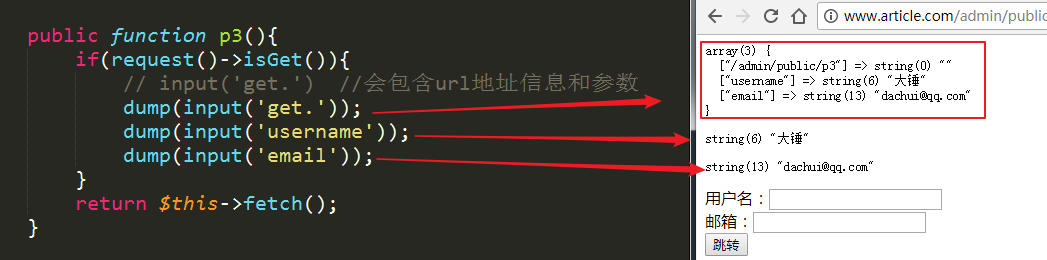 public function p3(){
if(request()->isGet()){
// input('get.')  //会包含url地址信息和参数
dump(input('get.'));
dump(input('username'));
dump(input('email'));
}
return $this->fetch();
}
www.article.com/admin/public
array(3) {
["/admin/public/p3"] => string(0) ""
["username"] => string(6) "大锤"
["email"] => string(13) "dachui@qq.com"
}
string(6) "大锤"
string(13) "dachui@qq.com"
用户名：
邮箱：
跳转